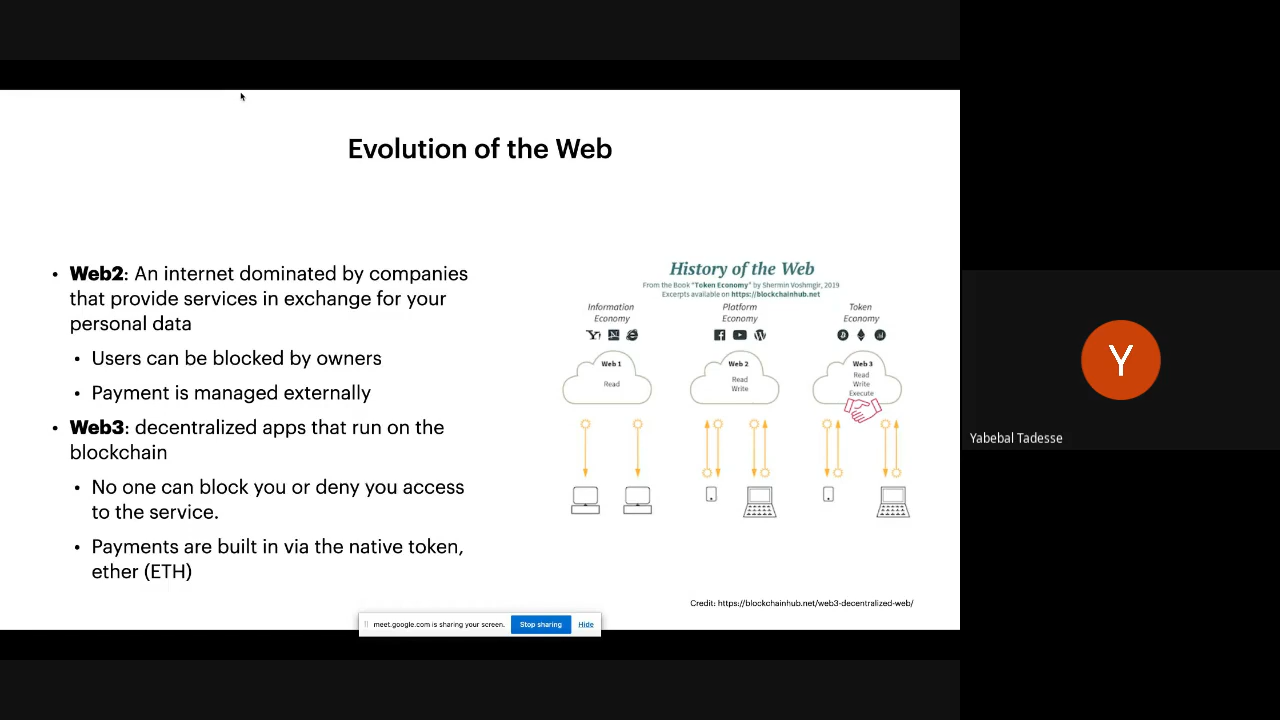 Evolution of the Web
• Web2: An internet dominated by companies
that provide services in exchange for your
personal data
• Users can be blocked by owners
• Payment is managed externally
• Web3: decentralized apps that run on the
blockchain
• No one can block you or deny you access
to the service.
• Payments are built in via the native token,
ether (ETH)
History of the Web
From the Book "Token Economy" by Shermin Voshmgir, 2019
Excerpts available on https://blockchainhub.net
Information
Economy
Platform
Economy
Token
Economy
Web 1
Read
Web 2
Read
Write
Web 3
Read
Write
Execute
Credit: https://blockchainhub.net/web3-decentralized-web/
meet.google.com is sharing your screen.
Stop sharing
Hide
Y
Yabebal Tadesse